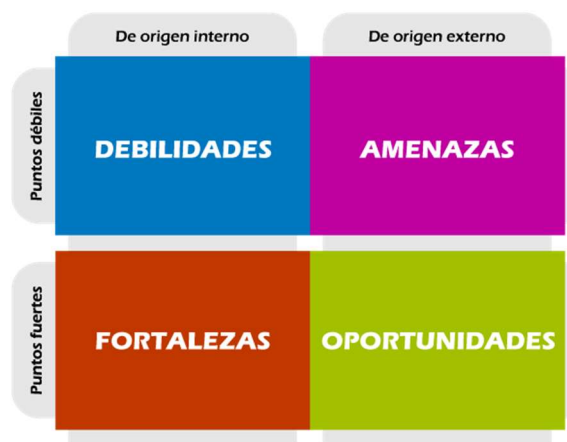 De origen interno
De origen externo
Puntos débiles
DEBILIDADES
AMENAZAS
Puntos fuertes
FORTALEZAS
OPORTUNIDADES